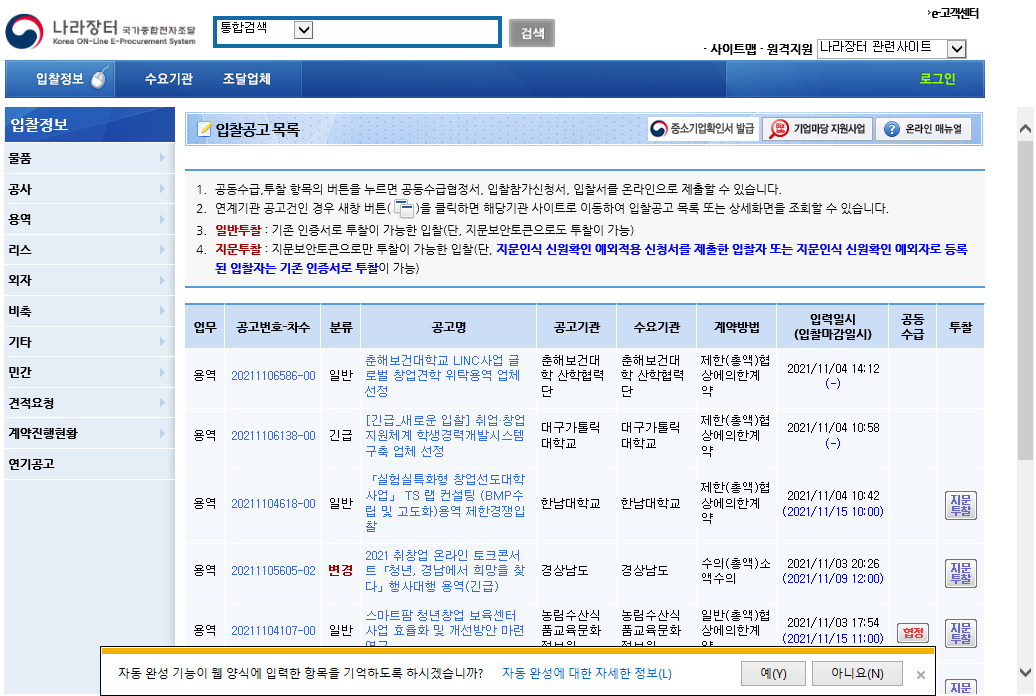 ›e-고객센터
나라장터 국가종합전자조달
Korea ON-Line E-Procurement System
통합검색
검색
· 사이트맵 · 원격지원 나라장터 관련사이트
입찰정보 수요기관 조달업체 로그인
입찰정보
물품
공사
용역
리스
외자
비축
기타
민간
견적요청
계약진행현황
연기공고
입찰공고 목록
중소기업확인서 발급 기업마당 지원사업 온라인 매뉴얼
1. 공동수급,투찰 항목의 버튼을 누르면 공동수급협정서, 입찰참가신청서, 입찰서를 온라인으로 제출할 수 있습니다.
2. 연계기관 공고건인 경우 새창 버튼( )을 클릭하면 해당기관 사이트로 이동하여 입찰공고 목록 또는 상세화면을 조회할 수 있습니다.
3. 일반투찰 : 기존 인증서로 투찰이 가능한 입찰(단, 지문보안토큰으로도 투찰이 가능)
4. 지문투찰 : 지문보안토큰으로만 투찰이 가능한 입찰(단, 지문인식 신원확인 예외적용 신청서를 제출한 입찰자 또는 지문인식 신원확인 예외자로 등록
된 입찰자는 기존 인증서로 투찰이 가능)
업무 공고번호-차수 분류 공고명 공고기관 수요기관 계약방법 입력일시
(입찰마감일시) 공동
수급 투찰
용역 20211106586-00 일반
춘해보건대학교 LINC사업 글
로벌 창업견학 위탁용역 업체
선정
춘해보건대
학 산학협력
단
춘해보건대
학 산학협력
단
제한(총액)협
상에의한계
약
2021/11/04 14:12
(-)
용역 20211106138-00 긴급
[긴급_새로운 입찰] 취업·창업
지원체계 학생경력개발시스템
구축 업체 선정
대구가톨릭
대학교
대구가톨릭
대학교
제한(총액)협
상에의한계
약
2021/11/04 10:58
(-)
용역 20211104618-00 일반
「실험실특화형 창업선도대학
사업」 TS 랩 컨설팅 (BMP수
립 및 고도화)용역 제한경쟁입
찰
한남대학교
한남대학교
제한(총액)협
상에의한계
약
2021/11/04 10:42
(2021/11/15 10:00)
지문
투찰
용역 20211105605-02 변경
2021 취창업 온라인 토크콘서
트「청년, 경남에서 희망을 찾
다」행사대행 용역(긴급)
경상남도
경상남도
수의(총액)소
액수의
2021/11/03 20:26
(2021/11/09 12:00)
지문
투찰
용역 20211104107-00 일반
스마트팜 청년창업 보육센터
사업 효율화 및 개선방안 마련
연구
농림수산식
품교육문화
정보원
농림수산식
품교육문화
정보원
일반(총액)협
상에의한계
약
2021/11/03 17:54
(2021/11/15 11:00)
협정
지문
투찰
지문
자동 완성 기능이 웹 양식에 입력한 항목을 기억하도록 하시겠습니까? 자동 완성에 대한 자세한 정보(L) 예(Y) 아니요(N) ×